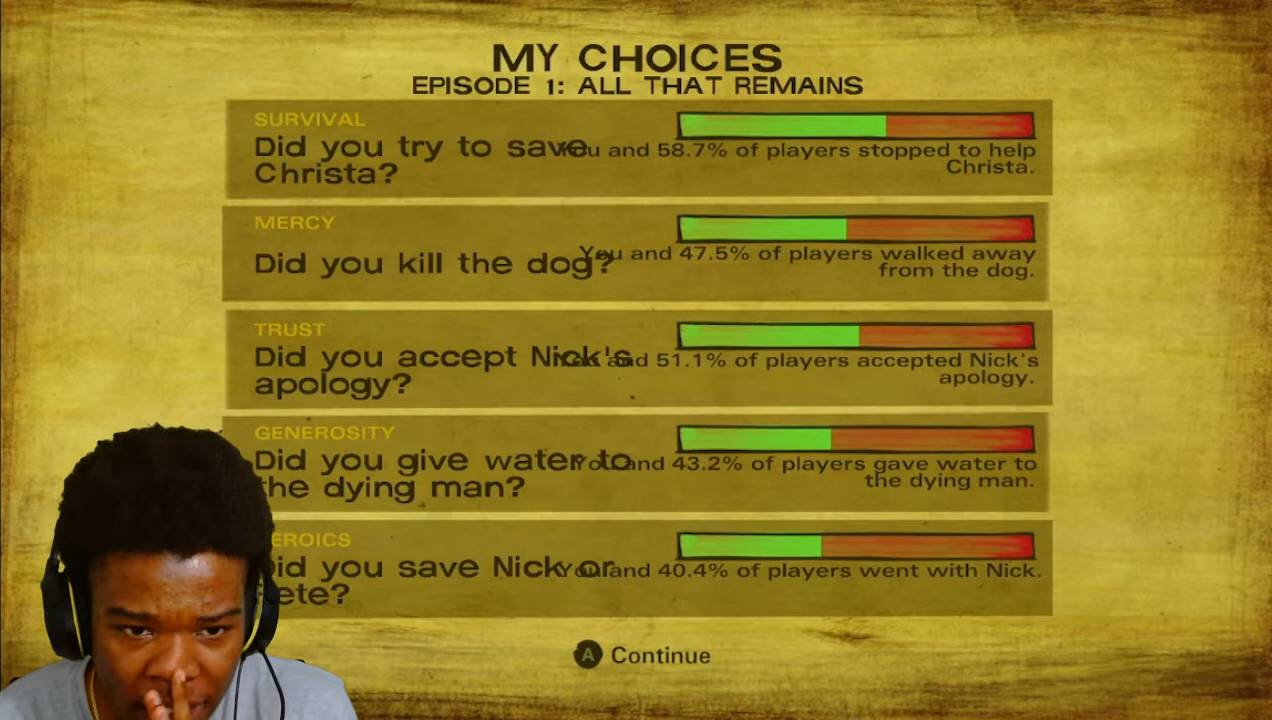 MY CHOICES
EPISODE 1: ALL THAT REMAINS
SURVIVAL
Did you try to save
Christa?
You and 58.7% of players stopped to help
Christa.
MERCY
Did you kill the dog?
You and 47.5% of players walked away
from the dog.
TRUST
Did you accept Nick's
apology?
You and 51.1% of players accepted Nick's
apology.
GENEROSITY
Did you give water to
the dying man?
You and 43.2% of players gave water to
the dying man.
EROICS
id you save Nick or
ete?
You and 40.4% of players went with Nick.
A Continue